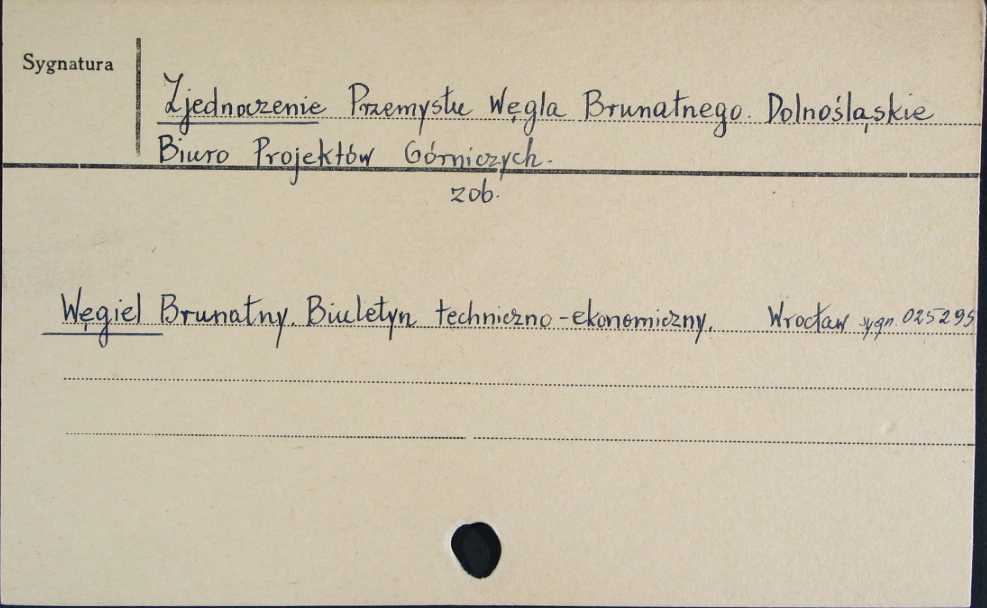 Sygnatura
Zjednoczenie Przemysłu Węgla Brunatnego. Dolnośląskie
Biuro Projektów Górniczych.
zob.
Węgiel Brunatny. Biuletyn techniczno-ekonomiczny. Wrocław sygn. 025295